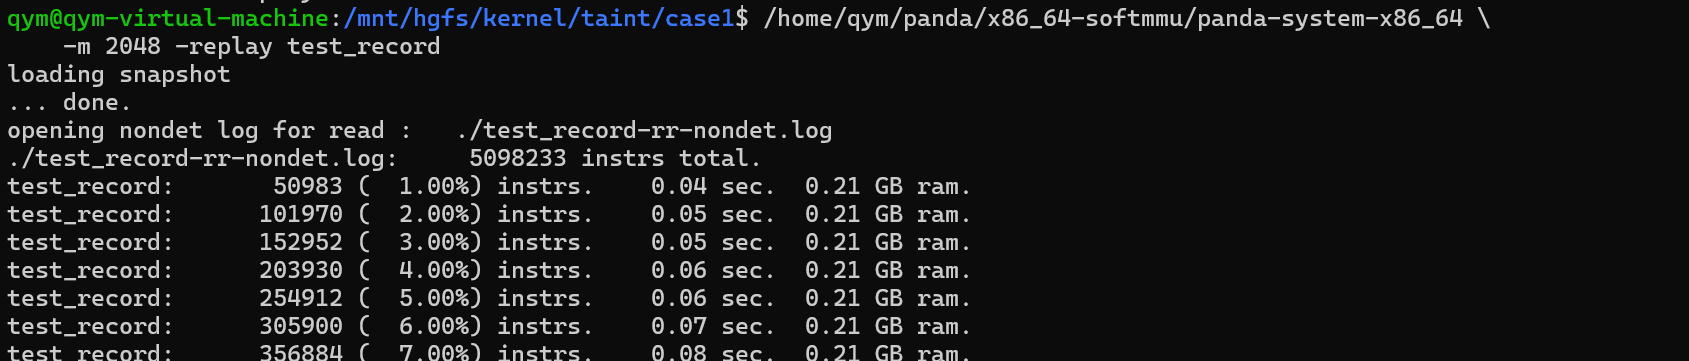 qym@qym-virtual-machine:/mnt/hgfs/kernel/taint/case1$ /home/qym/panda/x86_64-softmmu/panda-system-x86_64 \
    -m 2048 -replay test_record
loading snapshot
... done.
opening nondet log for read :   ./test_record-rr-nondet.log
./test_record-rr-nondet.log:     5098233 instrs total.
test_record:       50983 (  1.00%) instrs.    0.04 sec.  0.21 GB ram.
test_record:      101970 (  2.00%) instrs.    0.05 sec.  0.21 GB ram.
test_record:      152952 (  3.00%) instrs.    0.05 sec.  0.21 GB ram.
test_record:      203930 (  4.00%) instrs.    0.06 sec.  0.21 GB ram.
test_record:      254912 (  5.00%) instrs.    0.06 sec.  0.21 GB ram.
test_record:      305900 (  6.00%) instrs.    0.07 sec.  0.21 GB ram.
test_record:      356884 (  7.00%) instrs.    0.08 sec.  0.21 GB ram.